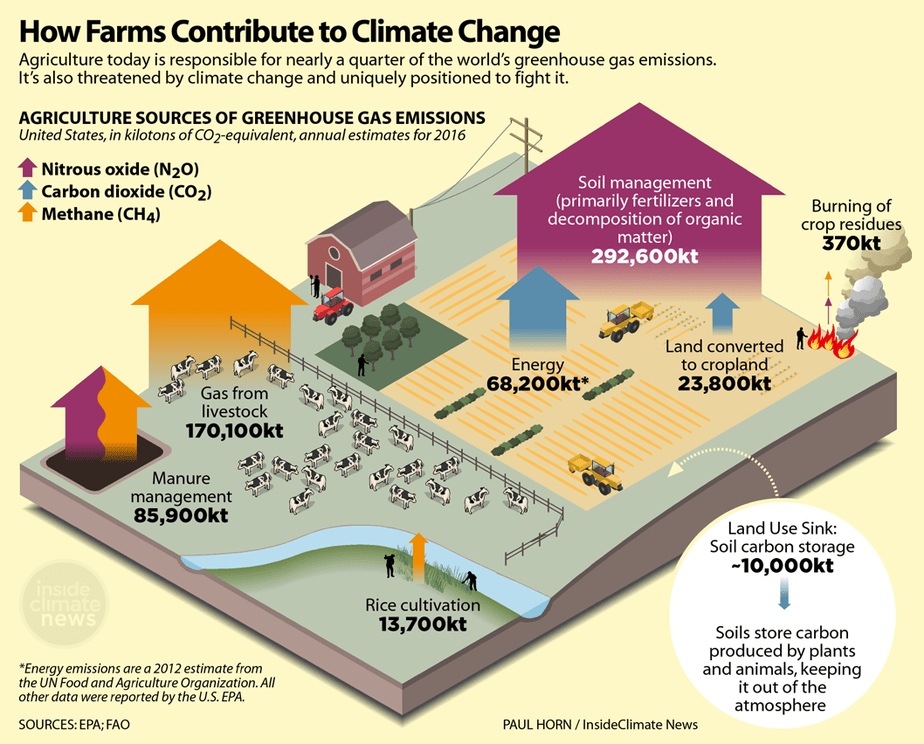 How Farms Contribute to Climate Change
Agriculture today is responsible for nearly a quarter of the world's greenhouse gas emissions.
It's also threatened by climate change and uniquely positioned to fight it.
AGRICULTURE SOURCES OF GREENHOUSE GAS EMISSIONS
United States, in kilotons of CO2-equivalent, annual estimates for 2016
Nitrous oxide (N2O)
Carbon dioxide (CO2)
Methane (CH4)
Soil management
(primarily fertilizers and
decomposition of organic
matter)
292,600kt
Burning of
crop residues
370kt
Energy
68,200kt*
Land converted
to cropland
23,800kt
Gas from
livestock
170,100kt
Manure
management
85,900kt
Rice cultivation
13,700kt
Land Use Sink:
Soil carbon storage
~10,000kt
Soils store carbon
produced by plants
and animals, keeping
it out of the
atmosphere
inside
climate
news
*Energy emissions are a 2012 estimate from
the UN Food and Agriculture Organization. All
other data were reported by the U.S. EPA.
SOURCES: EPA; FAO
PAUL HORN / InsideClimate News